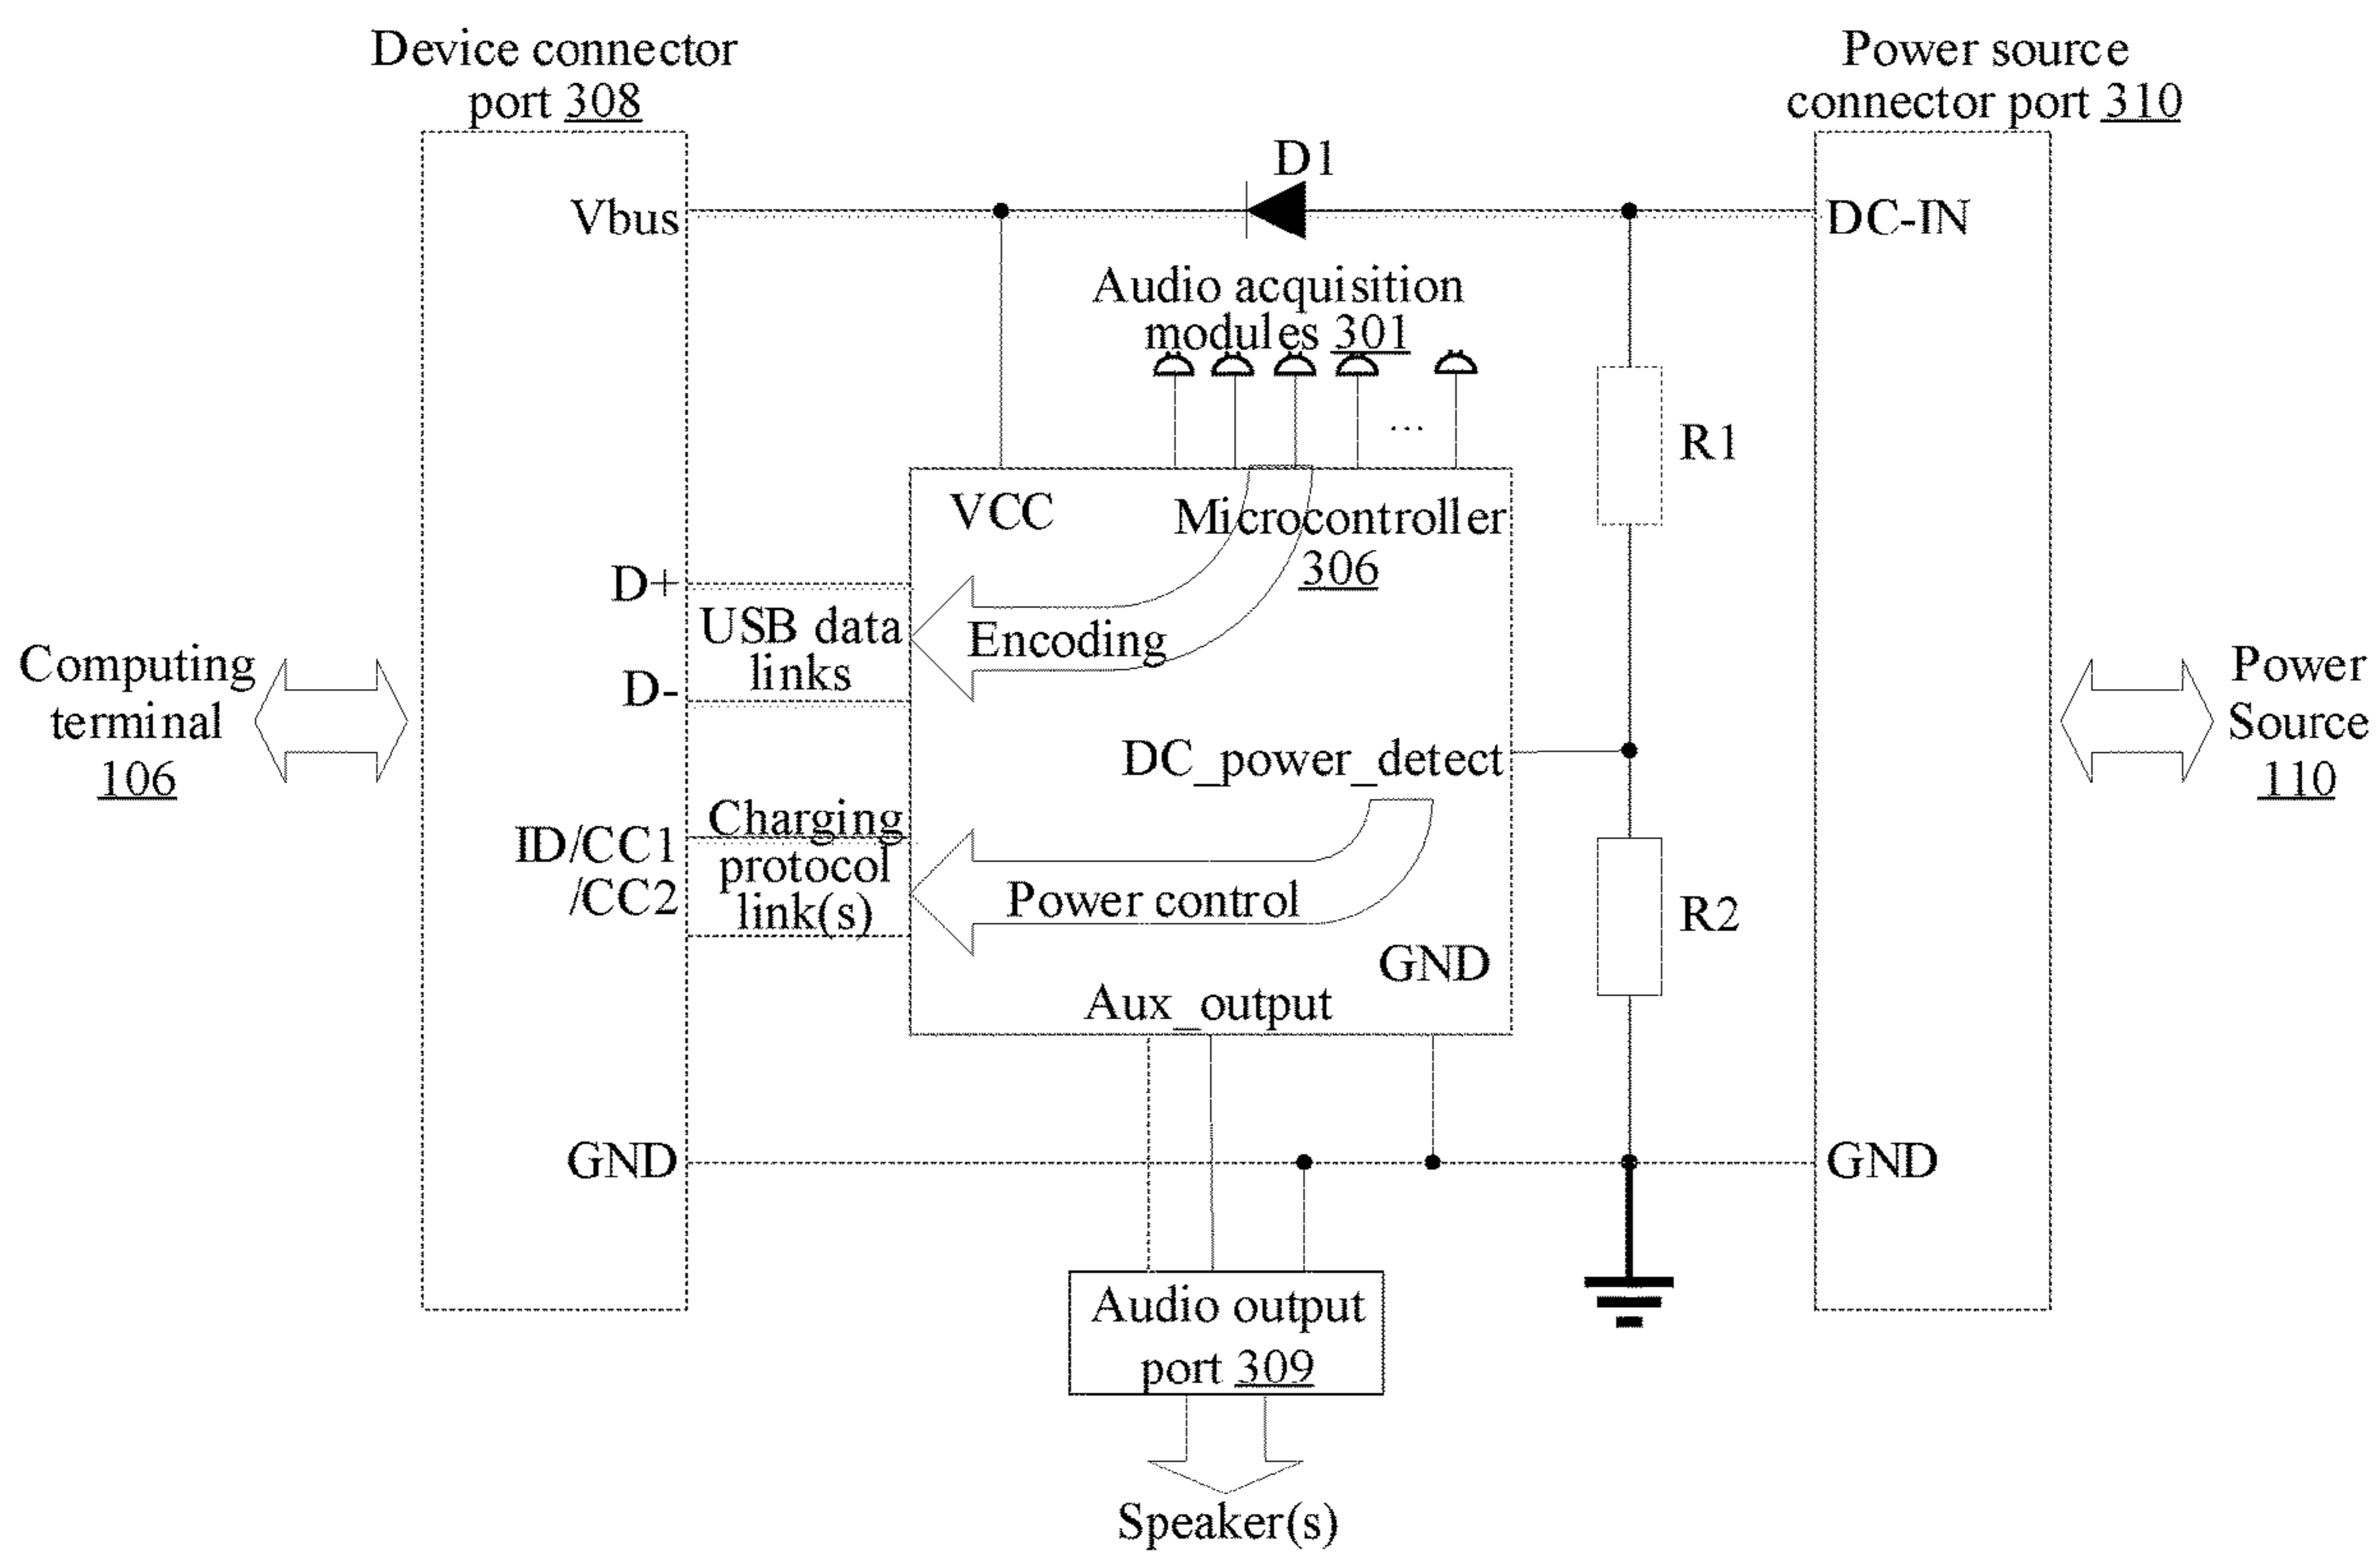 Device connector
port 308
Power source
connector port 310
D1
Vbus
DC-IN
Audio acquisition
modules 301
...
R1
VCC
Microcontroller
306
D+
USB data
links
D-
Encoding
Computing
terminal
106
Power
Source
110
DC_power_detect
ID/CC1
/CC2
Charging
protocol
link(s)
Power control
R2
GND
Aux_output
GND
GND
Audio output
port 309
Speaker(s)